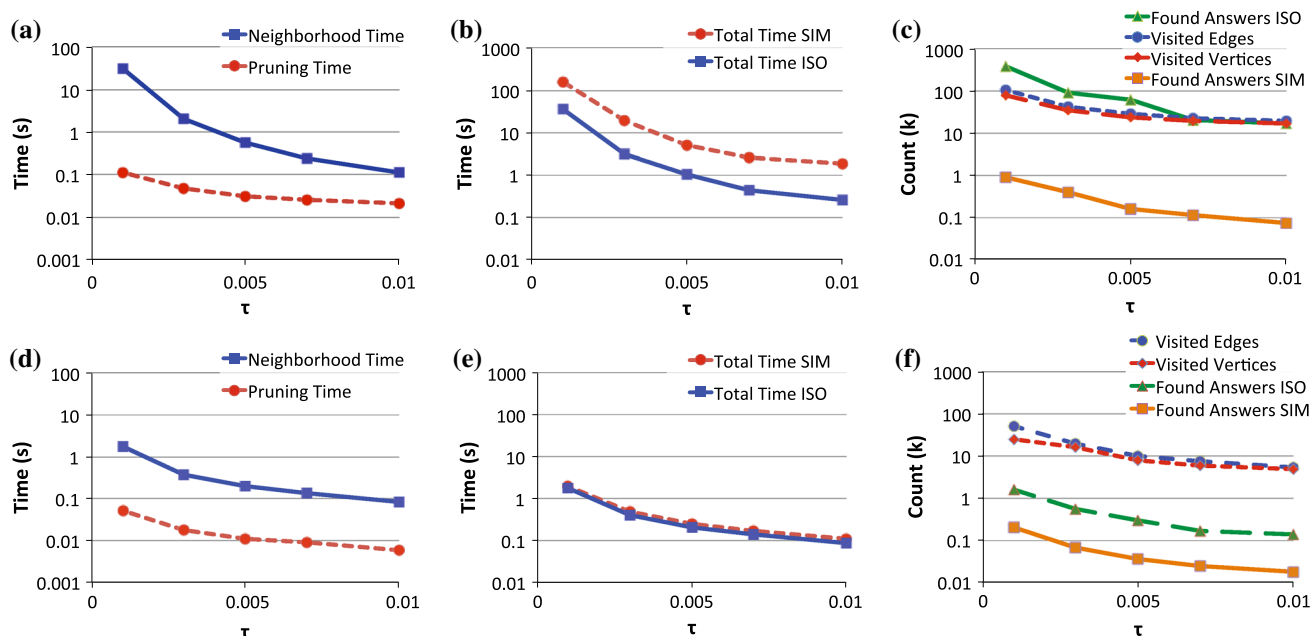 (a)
Neighborhood Time
Pruning Time
100
10
1
0.1
0.01
0.001
0
0.005
0.01
Time (s)
τ
(b)
Total Time SIM
Total Time ISO
1000
100
10
1
0.1
0.01
0
0.005
0.01
Time (s)
τ
(c)
Found Answers ISO
Visited Edges
Visited Vertices
Found Answers SIM
1000
100
10
1
0.1
0.01
0
0.005
0.01
Count (k)
τ
(d)
Neighborhood Time
Pruning Time
100
10
1
0.1
0.01
0.001
0
0.005
0.01
Time (s)
τ
(e)
Total Time SIM
Total Time ISO
1000
100
10
1
0.1
0.01
0
0.005
0.01
Time (s)
τ
(f)
Visited Edges
Visited Vertices
Found Answers ISO
Found Answers SIM
1000
100
10
1
0.1
0.01
0
0.005
0.01
Count (k)
τ